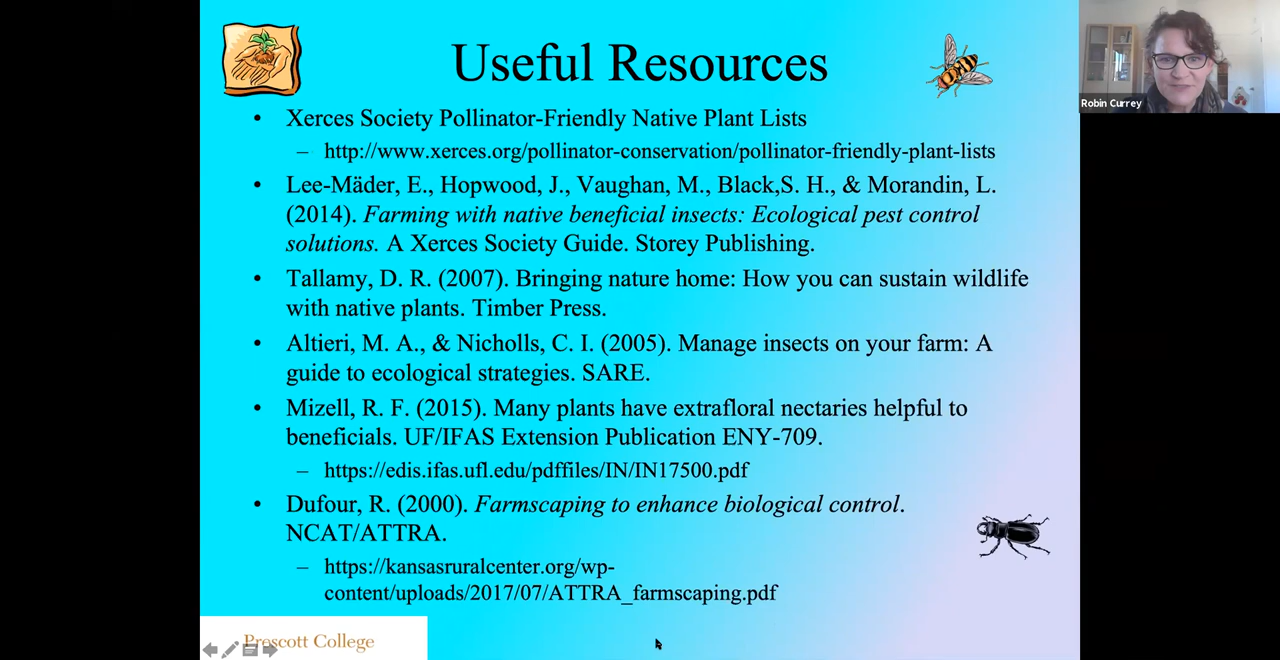 Useful Resources
Robin Currey
• Xerces Society Pollinator-Friendly Native Plant Lists
– http://www.xerces.org/pollinator-conservation/pollinator-friendly-plant-lists
• Lee-Mäder, E., Hopwood, J., Vaughan, M., Black,S. H., & Morandin, L.
(2014). Farming with native beneficial insects: Ecological pest control
solutions. A Xerces Society Guide. Storey Publishing.
• Tallamy, D. R. (2007). Bringing nature home: How you can sustain wildlife
with native plants. Timber Press.
• Altieri, M. A., & Nicholls, C. I. (2005). Manage insects on your farm: A
guide to ecological strategies. SARE.
• Mizell, R. F. (2015). Many plants have extrafloral nectaries helpful to
beneficials. UF/IFAS Extension Publication ENY-709.
– https://edis.ifas.ufl.edu/pdffiles/IN/IN17500.pdf
• Dufour, R. (2000). Farmscaping to enhance biological control.
NCAT/ATTRA.
– https://kansasruralcenter.org/wp-
content/uploads/2017/07/ATTRA_farmscaping.pdf
Prescott College